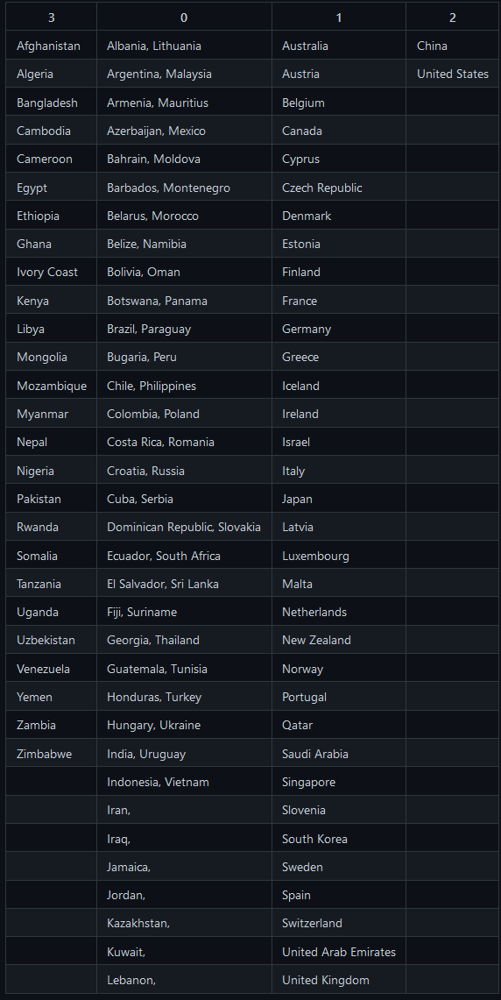 3 0 1 2
Afghanistan Albania, Lithuania Australia China
Algeria Argentina, Malaysia Austria United States
Bangladesh Armenia, Mauritius Belgium
Cambodia Azerbaijan, Mexico Canada
Cameroon Bahrain, Moldova Cyprus
Egypt Barbados, Montenegro Czech Republic
Ethiopia Belarus, Morocco Denmark
Ghana Belize, Namibia Estonia
Ivory Coast Bolivia, Oman Finland
Kenya Botswana, Panama France
Libya Brazil, Paraguay Germany
Mongolia Bugaria, Peru Greece
Mozambique Chile, Philippines Iceland
Myanmar Colombia, Poland Ireland
Nepal Costa Rica, Romania Israel
Nigeria Croatia, Russia Italy
Pakistan Cuba, Serbia Japan
Rwanda Dominican Republic, Slovakia Latvia
Somalia Ecuador, South Africa Luxembourg
Tanzania El Salvador, Sri Lanka Malta
Uganda Fiji, Suriname Netherlands
Uzbekistan Georgia, Thailand New Zealand
Venezuela Guatemala, Tunisia Norway
Yemen Honduras, Turkey Portugal
Zambia Hungary, Ukraine Qatar
Zimbabwe India, Uruguay Saudi Arabia
Indonesia, Vietnam Singapore
Iran, Slovenia
Iraq, South Korea
Jamaica, Sweden
Jordan, Spain
Kazakhstan, Switzerland
Kuwait, United Arab Emirates
Lebanon, United Kingdom